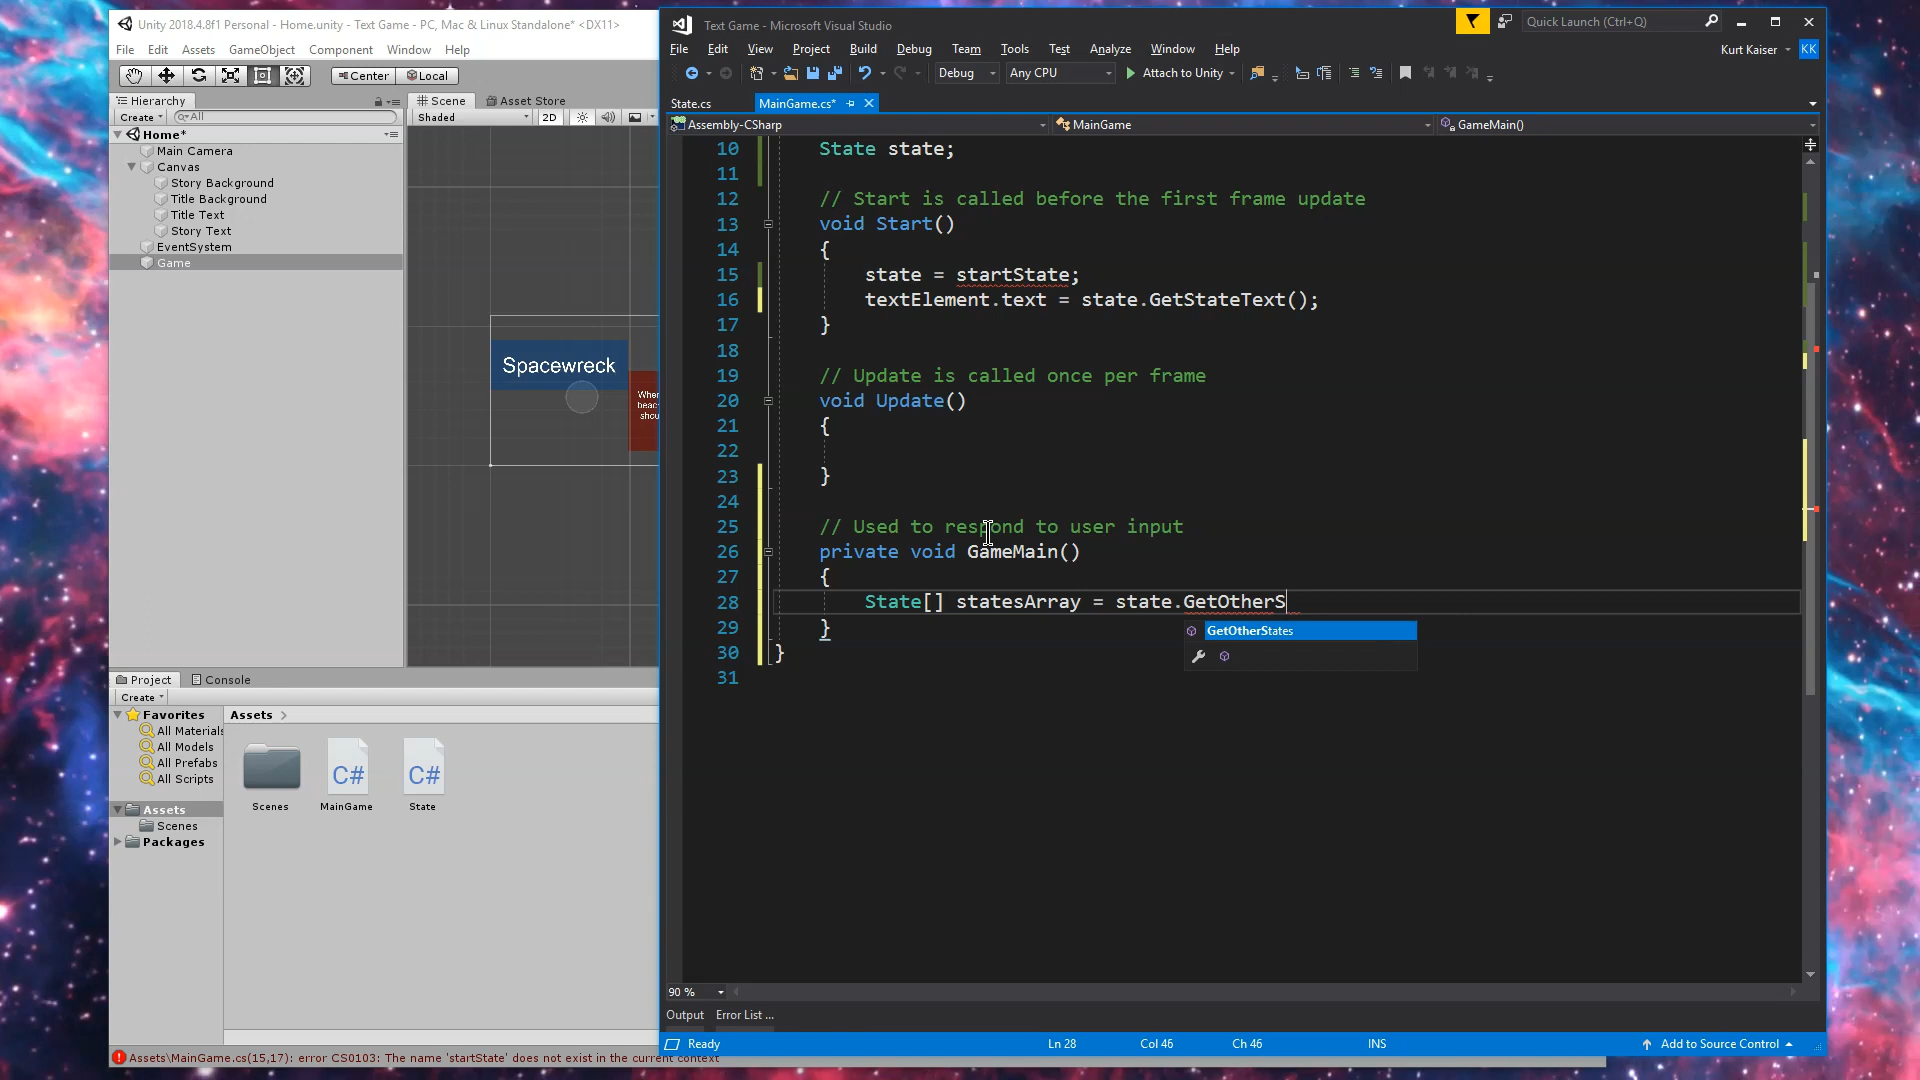 Unity 2018.4.8f1 Personal - Home.unity - Text Game - PC, Mac & Linux Standalone* <DX11>
File Edit Assets GameObject Component Window Help
Center Local
Hierarchy
Create All
Home*
Main Camera
Canvas
Story Background
Title Background
Title Text
Story Text
EventSystem
Game
Scene Asset Store
Shaded 2D
Spacewreck
When
beac
shou
Project Console
Create
Favorites
All Materials
All Models
All Prefabs
All Scripts
Assets
Scenes
Packages
Assets
C# C#
Scenes MainGame State
Assets\MainGame.cs(15,17): error CS0103: The name 'startState' does not exist in the current context
Text Game - Microsoft Visual Studio
Quick Launch (Ctrl+Q)
File Edit View Project Build Debug Team Tools Test Analyze Window Help
Kurt Kaiser KK
Debug Any CPU Attach to Unity
State.cs MainGame.cs*
Assembly-CSharp MainGame GameMain()
10 State state;
11
12 // Start is called before the first frame update
13 void Start()
14 {
15 state = startState;
16 textElement.text = state.GetStateText();
17 }
18
19 // Update is called once per frame
20 void Update()
21 {
22
23 }
24
25 // Used to respond to user input
26 private void GameMain()
27 {
28 State[] statesArray = state.GetOtherS
29 }
30 }
31
GetOtherStates
90 %
Output Error List ...
Ready Ln 28 Col 46 Ch 46 INS Add to Source Control